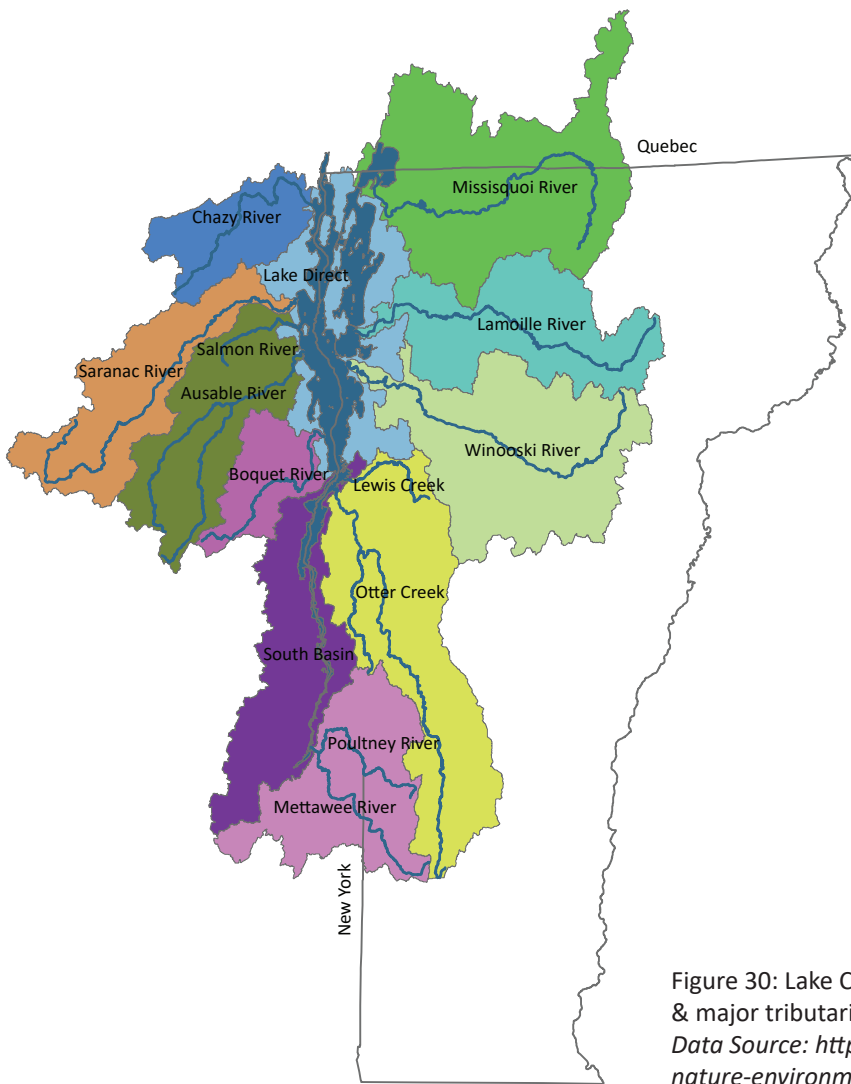 Quebec
Missisquoi River
Chazy River
Lake Direct
Lamoille River
Salmon River
Saranac River
Ausable River
Winooski River
Boquet River
Lewis Creek
Otter Creek
South Basin
Poultney River
Mettawee River
New York
Figure 30: Lake C
& major tributari
Data Source: http
nature-environm